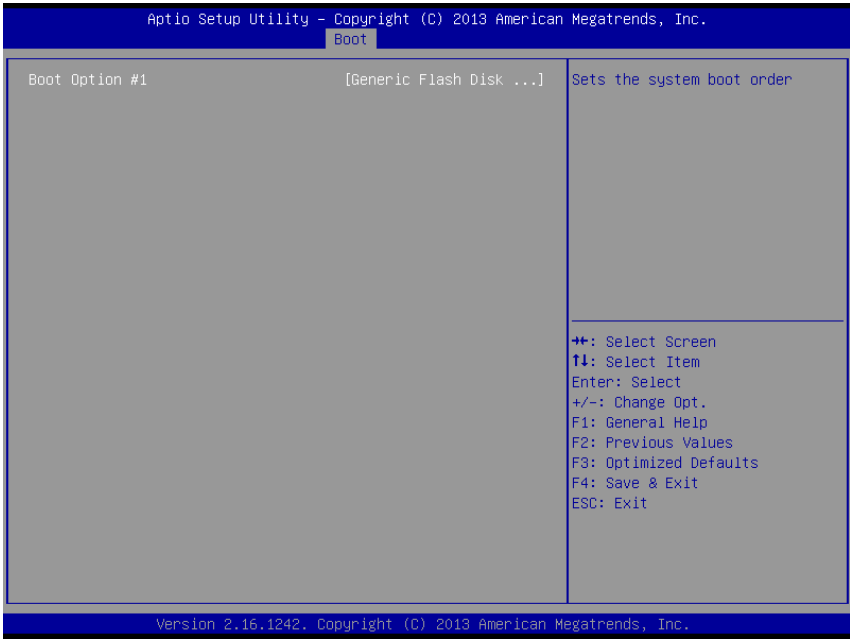 Aptio Setup Utility – Copyright (C) 2013 American Megatrends, Inc.
Boot
Boot Option #1 [Generic Flash Disk ...]
Sets the system boot order
→←: Select Screen
↑↓: Select Item
Enter: Select
+/-: Change Opt.
F1: General Help
F2: Previous Values
F3: Optimized Defaults
F4: Save & Exit
ESC: Exit
Version 2.16.1242. Copyright (C) 2013 American Megatrends, Inc.